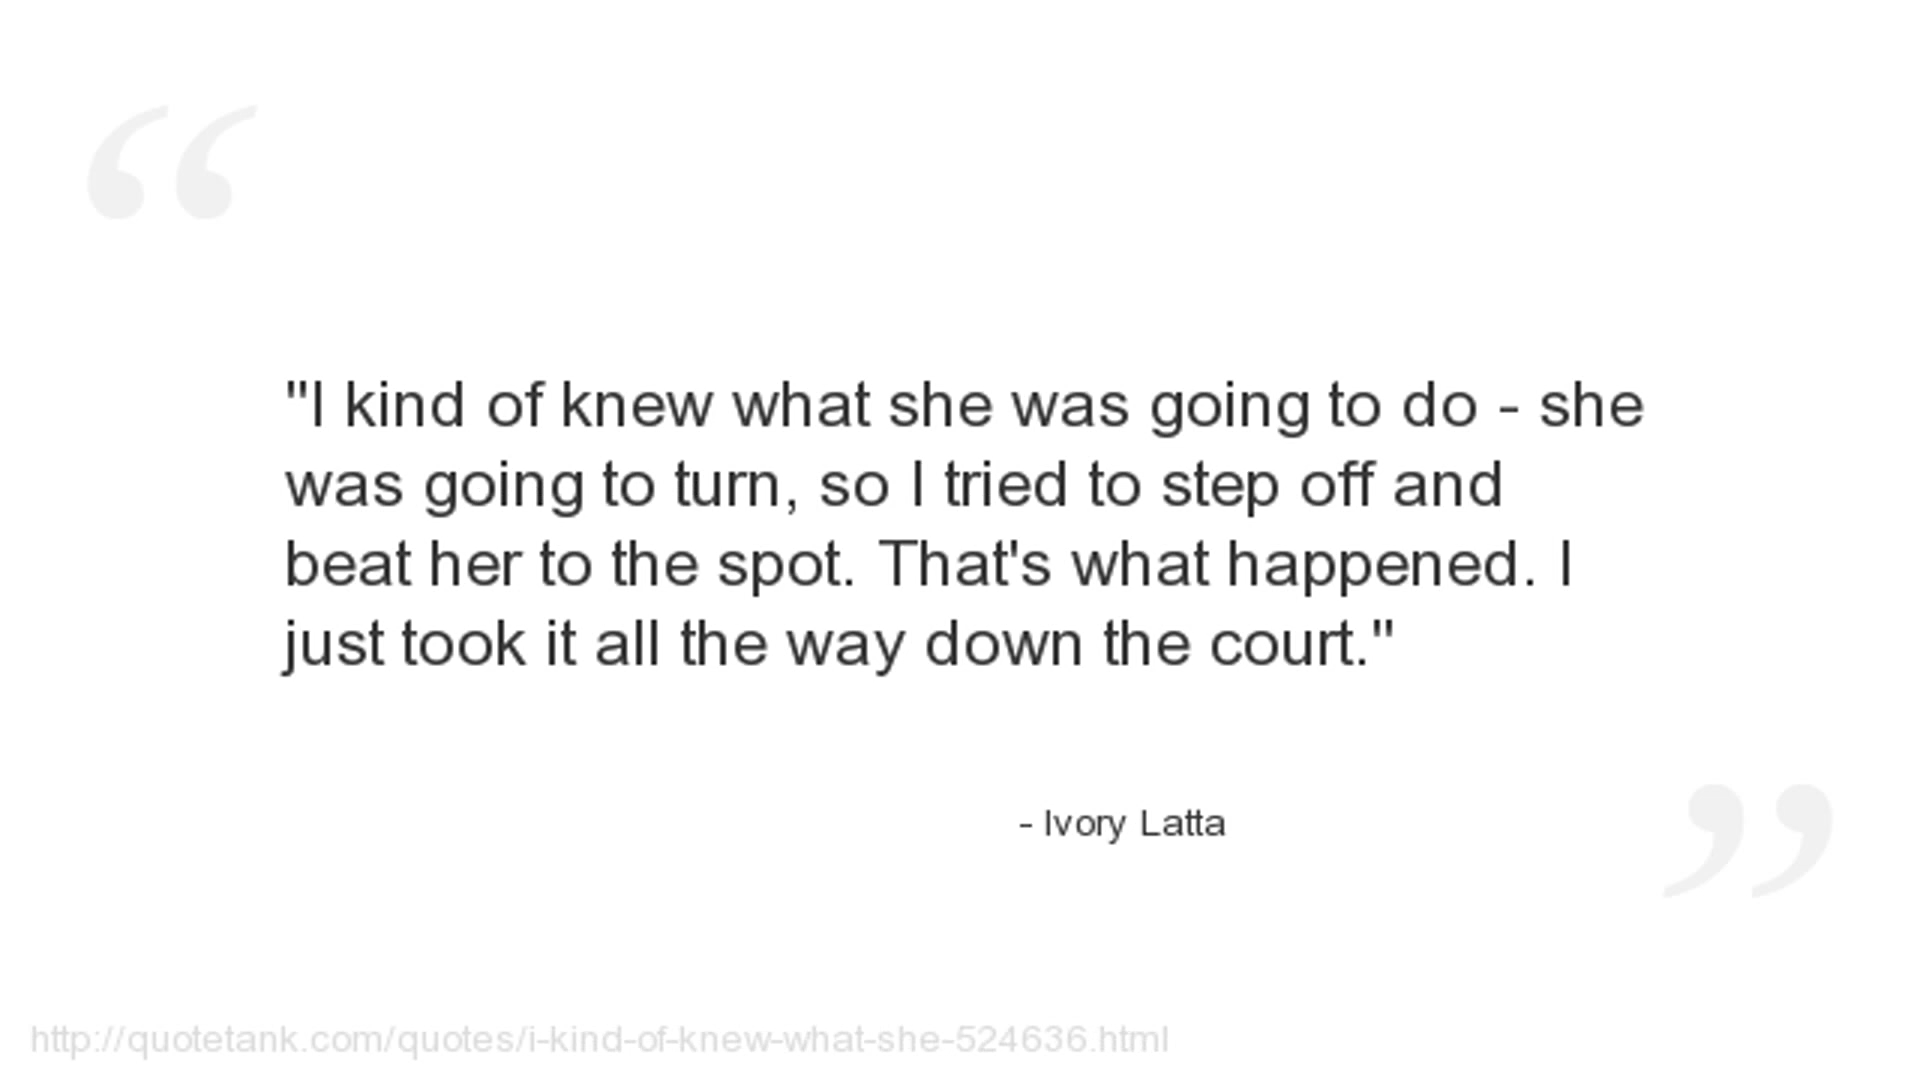 "I kind of knew what she was going to do - she
was going to turn, so I tried to step off and
beat her to the spot. That's what happened. I
just took it all the way down the court."
- Ivory Latta
http://quotetank.com/quotes/i-kind-of-knew-what-she-524636.html